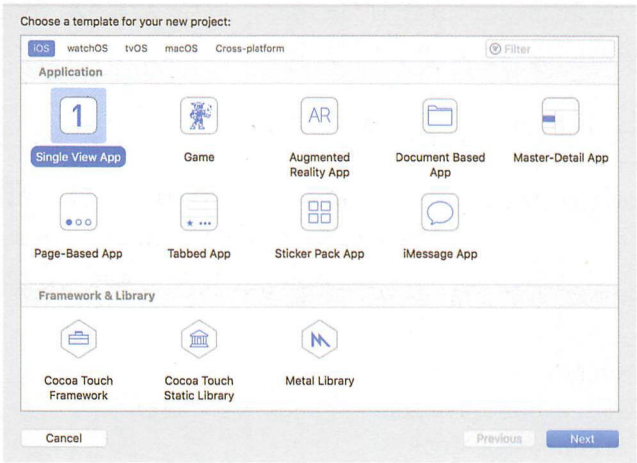 Choose a template for your new project:
iOS watchOS tvOS macOS Cross-platform Filter
Application
1 AR
Single View App Game Augmented Reality App Document Based App Master-Detail App
Page-Based App Tabbed App Sticker Pack App iMessage App
Framework & Library
Cocoa Touch Framework Cocoa Touch Static Library Metal Library
Cancel Previous Next